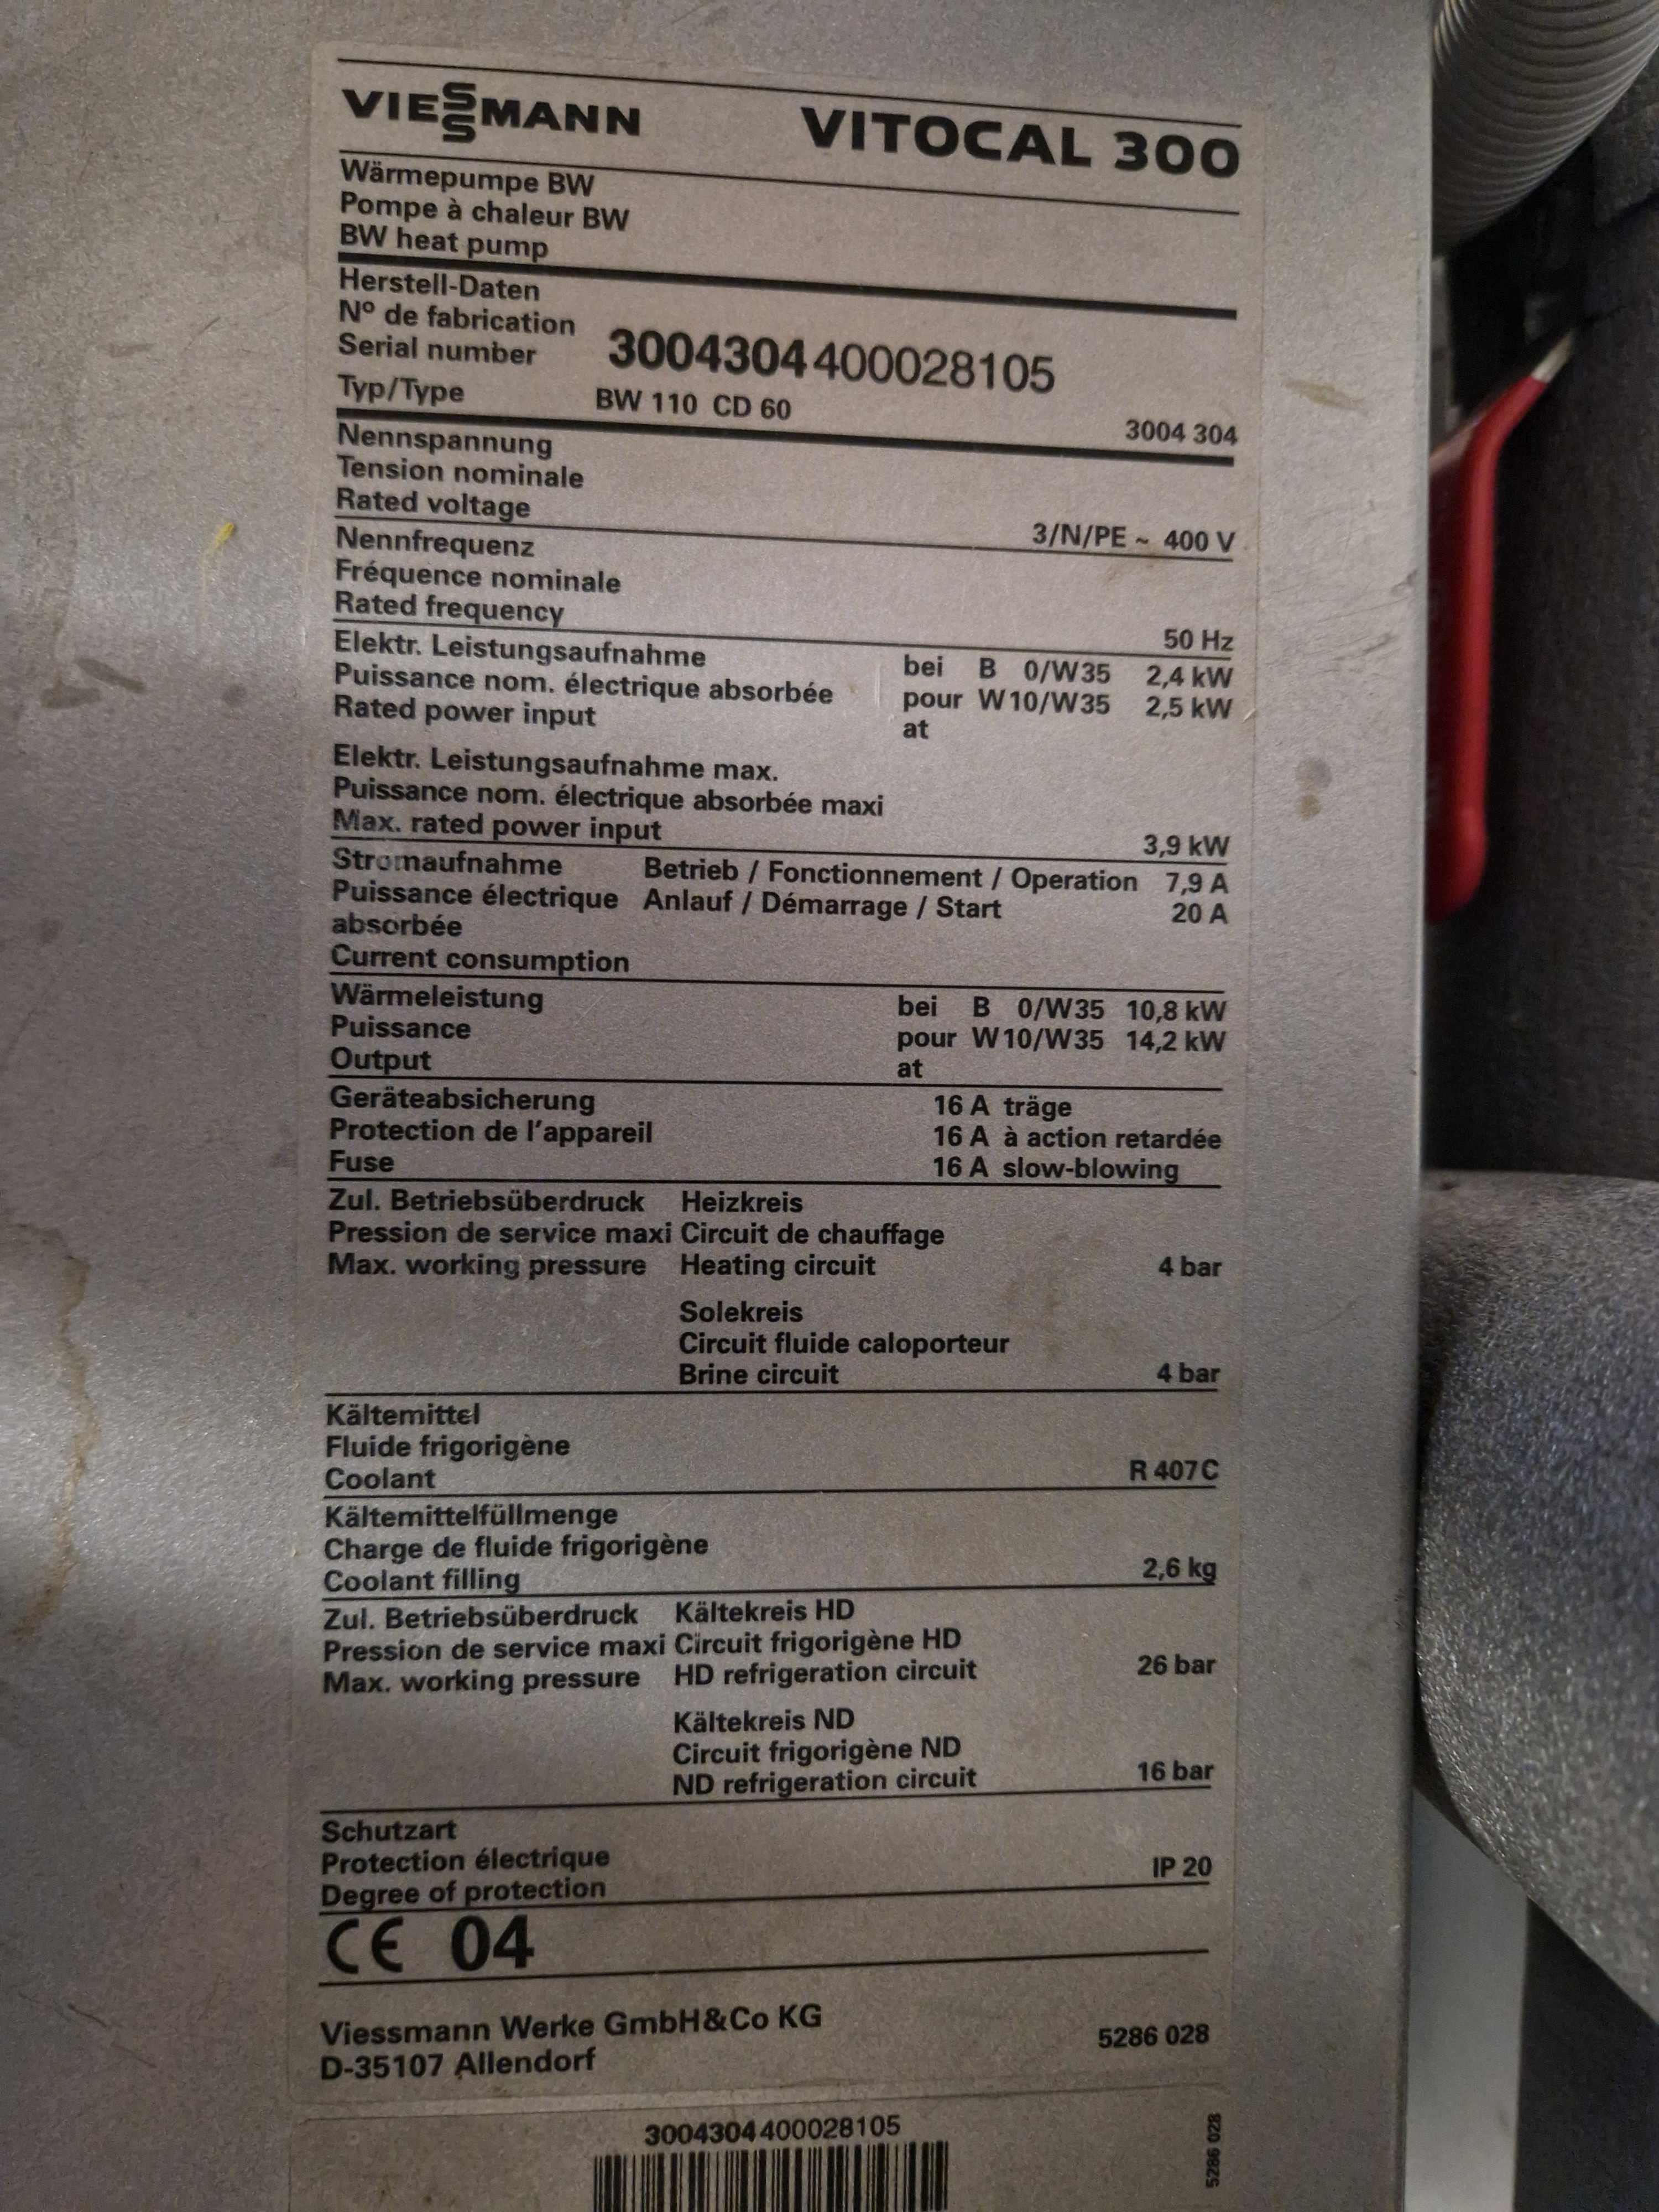 VIESSMANN VITOCAL 300
Wärmepumpe BW
Pompe à chaleur BW
BW heat pump
Herstell-Daten
Nº de fabrication
Serial number 3004304400028105
Typ/Type BW 110 CD 60 3004 304
Nennspannung
Tension nominale
Rated voltage 3/N/PE ~ 400 V
Nennfrequenz
Fréquence nominale
Rated frequency 50 Hz
Elektr. Leistungsaufnahme bei B 0/W35 2,4 kW
Puissance nom. électrique absorbée pour W10/W35 2,5 kW
Rated power input at
Elektr. Leistungsaufnahme max.
Puissance nom. électrique absorbée maxi
Max. rated power input 3,9 kW
Stromaufnahme Betrieb / Fonctionnement / Operation 7,9 A
Puissance électrique Anlauf / Démarrage / Start 20 A
absorbée
Current consumption
Wärmeleistung bei B 0/W35 10,8 kW
Puissance pour W10/W35 14,2 kW
Output at
Geräteabsicherung 16 A träge
Protection de l'appareil 16 A à action retardée
Fuse 16 A slow-blowing
Zul. Betriebsüberdruck Heizkreis
Pression de service maxi Circuit de chauffage
Max. working pressure Heating circuit 4 bar
Solekreis
Circuit fluide caloporteur
Brine circuit 4 bar
Kältemittel
Fluide frigorigène
Coolant R 407C
Kältemittelfüllmenge
Charge de fluide frigorigène
Coolant filling 2,6 kg
Zul. Betriebsüberdruck Kältekreis HD
Pression de service maxi Circuit frigorigène HD
Max. working pressure HD refrigeration circuit 26 bar
Kältekreis ND
Circuit frigorigène ND
ND refrigeration circuit 16 bar
Schutzart
Protection électrique
Degree of protection IP 20
CE 04
Viessmann Werke GmbH&Co KG
D-35107 Allendorf 5286 028
3004304400028105
5286 028